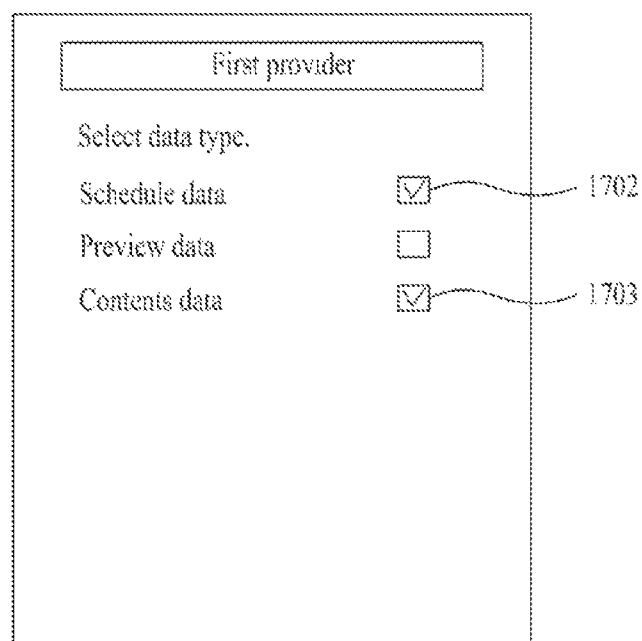 First provider
Select data type.
Schedule data 1702
Preview data
Contents data 1703